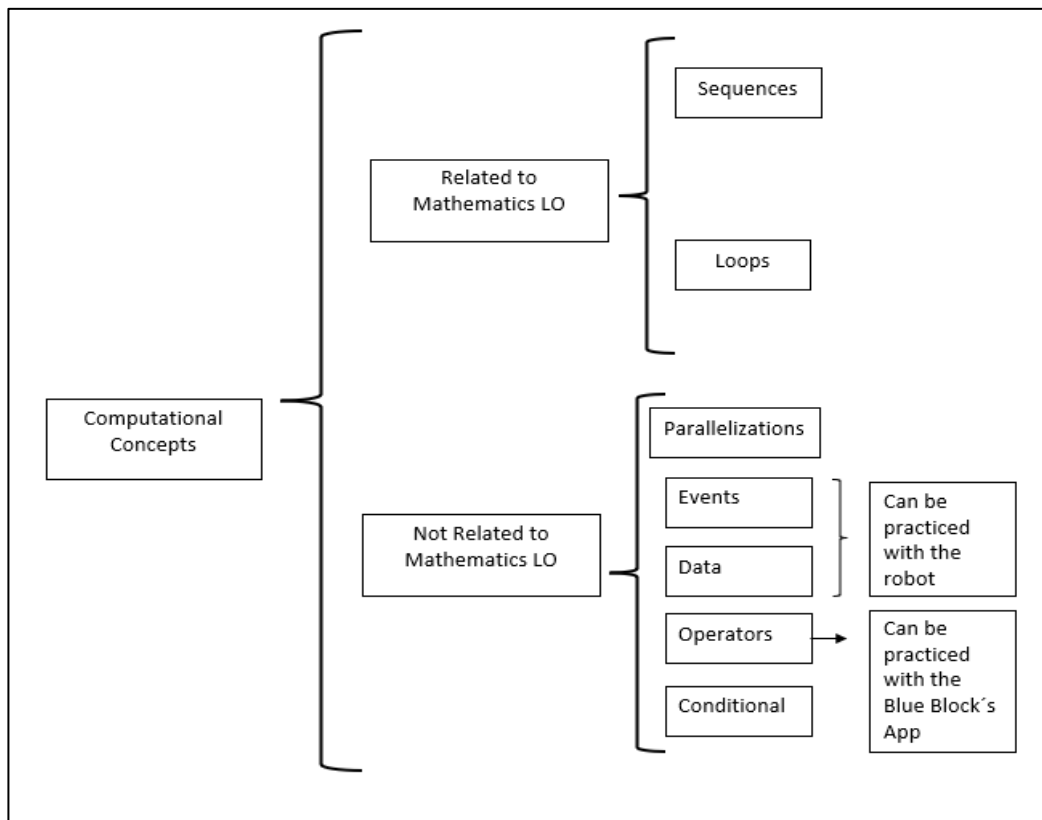 Sequences
Related to
Mathematics LO
Loops
Computational
Concepts
Parallelizations
Events
Can be
practiced
with the
robot
Not Related to
Mathematics LO
Data
Operators
Can be
practiced
with the
Blue Block´s
App
Conditional